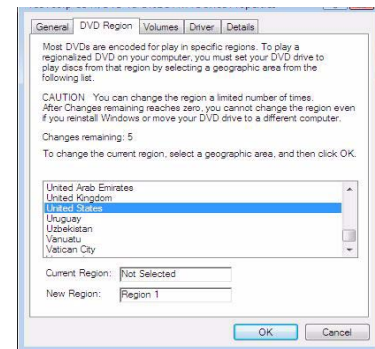 General DVD Region Volumes Driver Details
Most DVDs are encoded for play in specific regions. To play a
regionalized DVD on your computer, you must set your DVD drive to
play discs from that region by selecting a geographic area from the
following list.
CAUTION You can change the region a limited number of times.
After Changes remaining reaches zero, you cannot change the region even
if you reinstall Windows or move your DVD drive to a different computer.
Changes remaining: 5
To change the current region, select a geographic area, and then click OK.
United Arab Emirates
United Kingdom
United States
Uruguay
Uzbekistan
Vanuatu
Vatican City
Current Region: Not Selected
New Region: Region 1
OK Cancel